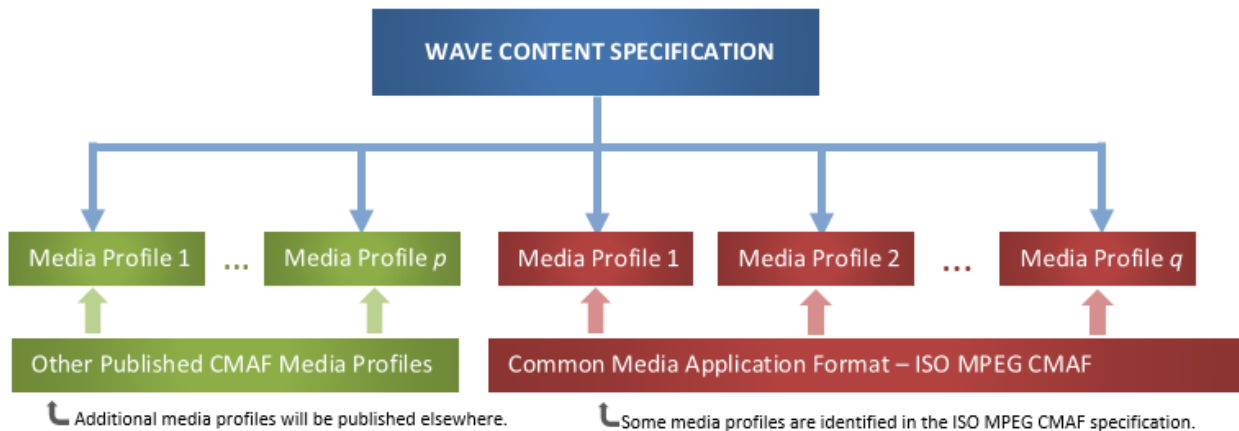 WAVE CONTENT SPECIFICATION
Media Profile 1 ... Media Profile p Media Profile 1 Media Profile 2 ... Media Profile q
Other Published CMAF Media Profiles Common Media Application Format – ISO MPEG CMAF
Additional media profiles will be published elsewhere. Some media profiles are identified in the ISO MPEG CMAF specification.